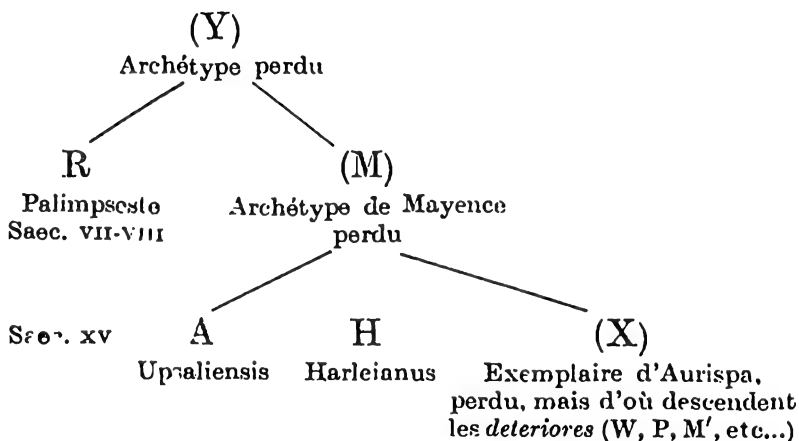 (Y)
Archétype perdu
R (M)
Palimpseste Archétype de Mayence
Saec. VII-VIII perdu
Saec. XV A H (X)
Upsaliensis Harleianus Exemplaire d'Aurispa,
perdu, mais d'où descendent
les deteriores (W, P, M', etc...)